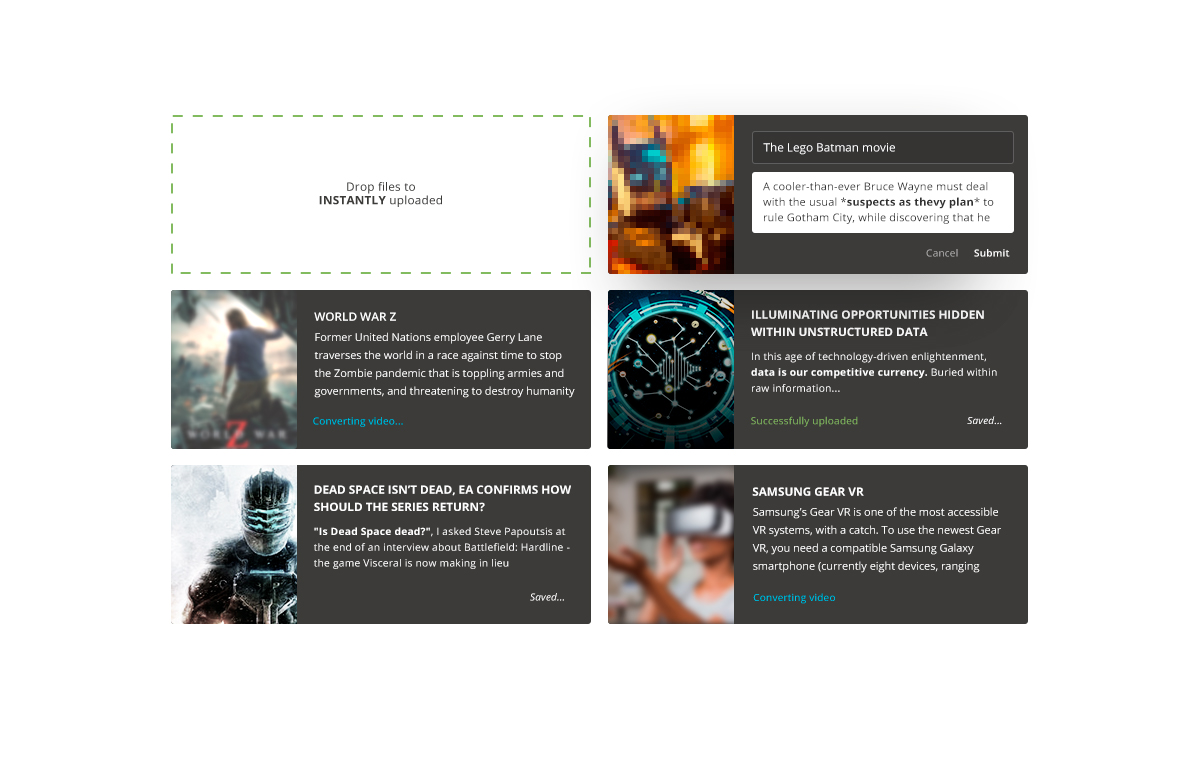 Drop files to
INSTANTLY uploaded
The Lego Batman movie
A cooler-than-ever Bruce Wayne must deal
with the usual *suspects as thevy plan* to
rule Gotham City, while discovering that he
Cancel Submit
WORLD WAR Z
Former United Nations employee Gerry Lane
traverses the world in a race against time to stop
the Zombie pandemic that is toppling armies and
governments, and threatening to destroy humanity
Converting video...
WORLD WAR
Z
ILLUMINATING OPPORTUNITIES HIDDEN
WITHIN UNSTRUCTURED DATA
In this age of technology-driven enlightenment,
data is our competitive currency. Buried within
raw information...
Successfully uploaded Saved...
DEAD SPACE ISN'T DEAD, EA CONFIRMS HOW
SHOULD THE SERIES RETURN?
"Is Dead Space dead?", I asked Steve Papoutsis at
the end of an interview about Battlefield: Hardline -
the game Visceral is now making in lieu
Saved...
SAMSUNG GEAR VR
Samsung's Gear VR is one of the most accessible
VR systems, with a catch. To use the newest Gear
VR, you need a compatible Samsung Galaxy
smartphone (currently eight devices, ranging
Converting video